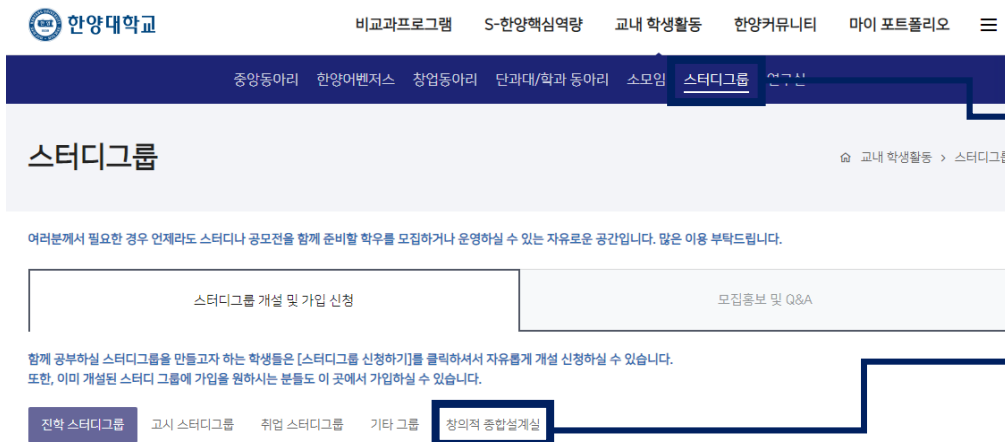 한양대학교
비교과프로그램 S-한양핵심역량 교내 학생활동 한양커뮤니티 마이 포트폴리오
중앙동아리 한양어벤저스 창업동아리 단과대/학과 동아리 소모임 스터디그룹 연구실
스터디그룹
교내 학생활동 > 스터디그룹
여러분께서 필요한 경우 언제라도 스터디나 공모전을 함께 준비할 학우를 모집하거나 운영하실 수 있는 자유로운 공간입니다. 많은 이용 부탁드립니다.
스터디그룹 개설 및 가입 신청 모집홍보 및 Q&A
함께 공부하실 스터디그룹을 만들고자 하는 학생들은 [스터디그룹 신청하기]를 클릭하셔서 자유롭게 개설 신청하실 수 있습니다.
또한, 이미 개설된 스터디 그룹에 가입을 원하시는 분들도 이 곳에서 가입하실 수 있습니다.
진학 스터디그룹 고시 스터디그룹 취업 스터디그룹 기타 그룹 창의적 종합설계실